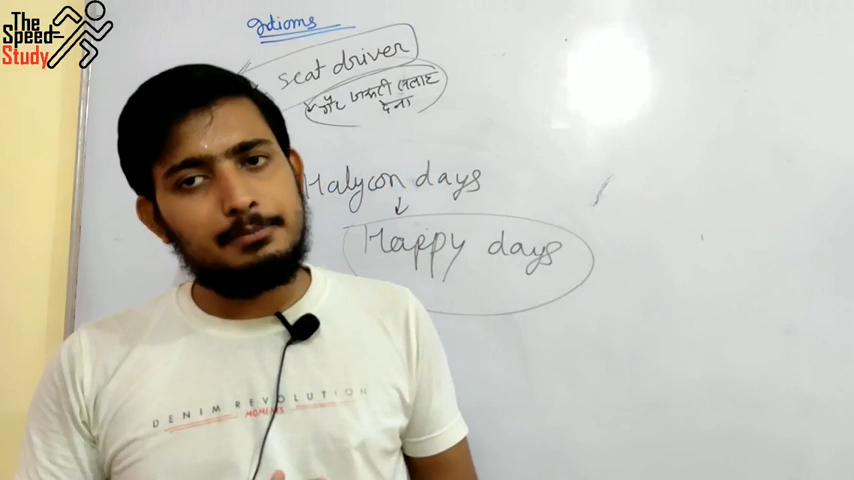 The
Speed
Study
Idioms
seat driver
गैर जरूरी सलाह
देना
Halycon days
Happy days
DENIM REVOLUTION